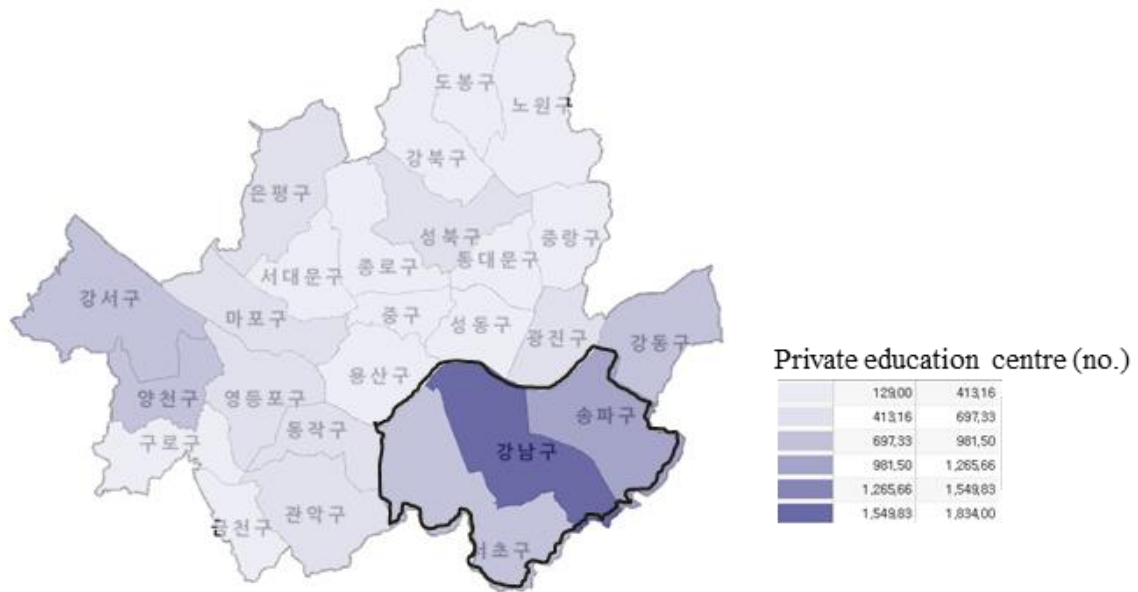 도봉구
노원구
강북구
은평구
성북구
중랑구
동대문구
서대문구
종로구
강서구
마포구
중구
성동구
광진구
강동구
용산구
양천구
영등포구
송파구
동작구
구로구
강남구
관악구
금천구
서초구
Private education centre (no.)
129,00 413,16
413,16 697,33
697,33 981,50
981,50 1,265,66
1,265,66 1,549,83
1,549,83 1,834,00